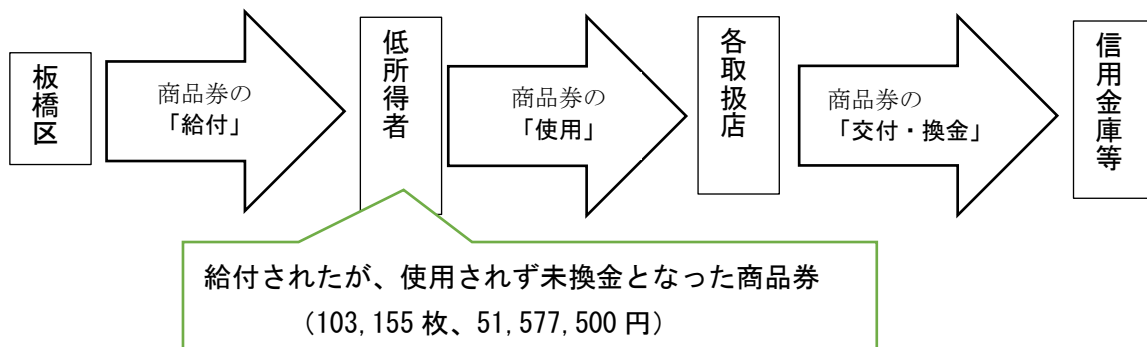 板橋区
商品券の
「給付」
低所得者
商品券の
「使用」
各取扱店
商品券の
「交付・換金」
信用金庫等
給付されたが、使用されず未換金となった商品券
（103,155 枚、51,577,500 円）